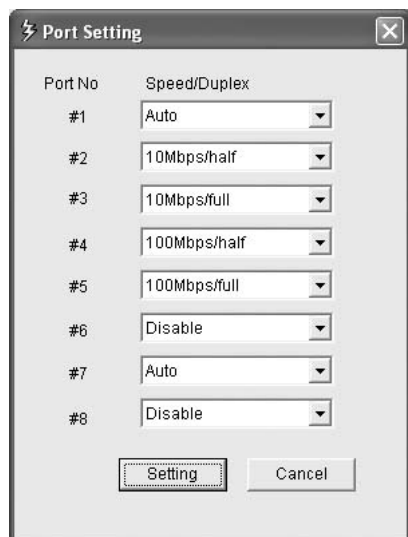 Port Setting
Port No Speed/Duplex
#1 Auto
#2 10Mbps/half
#3 10Mbps/full
#4 100Mbps/half
#5 100Mbps/full
#6 Disable
#7 Auto
#8 Disable
Setting Cancel